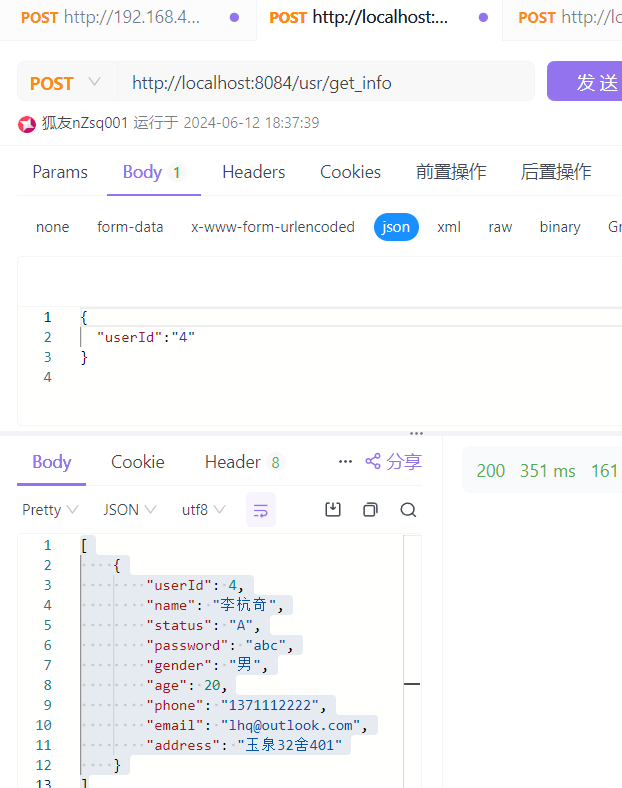 POST http://192.168.4...
POST http://localhost:...
POST http://lo
POST http://localhost:8084/usr/get_info 发 送
狐友nZsq001 运行于 2024-06-12 18:37:39
Params Body 1 Headers Cookies 前置操作 后置操作
none form-data x-www-form-urlencoded json xml raw binary Gr
1 {
2 "userId":"4"
3 }
4
Body Cookie Header 8 ... 分享
200 351 ms 161
Pretty JSON utf8
1 [
2 {
3 "userId": 4,
4 "name": "李杭奇",
5 "status": "A",
6 "password": "abc",
7 "gender": "男",
8 "age": 20,
9 "phone": "1371112222",
10 "email": "lhq@outlook.com",
11 "address": "玉泉32舍401"
12 }
13 ]